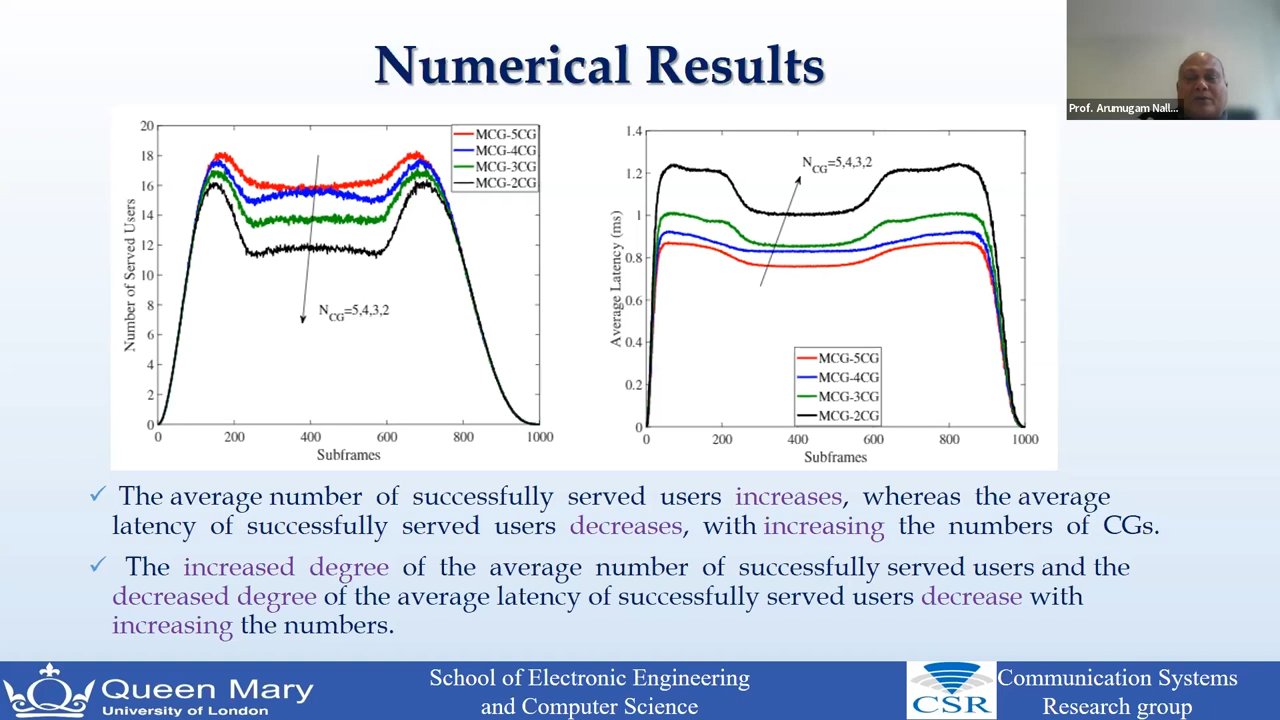 Numerical Results
Prof. Arumugam Nall...
20
18
16
14
12
10
8
6
4
2
0
Number of Served Users
MCG-5CG
MCG-4CG
MCG-3CG
MCG-2CG
NCG=5,4,3,2
0 200 400 600 800 1000
Subframes
1.4
1.2
1
0.8
0.6
0.4
0.2
0
Average Latency (ms)
NCG=5,4,3,2
MCG-5CG
MCG-4CG
MCG-3CG
MCG-2CG
0 200 400 600 800 1000
Subframes
✓ The average number of successfully served users increases, whereas the average
latency of successfully served users decreases, with increasing the numbers of CGs.
✓ The increased degree of the average number of successfully served users and the
decreased degree of the average latency of successfully served users decrease with
increasing the numbers.
Queen Mary
University of London
School of Electronic Engineering
and Computer Science
CSR
Communication Systems
Research group